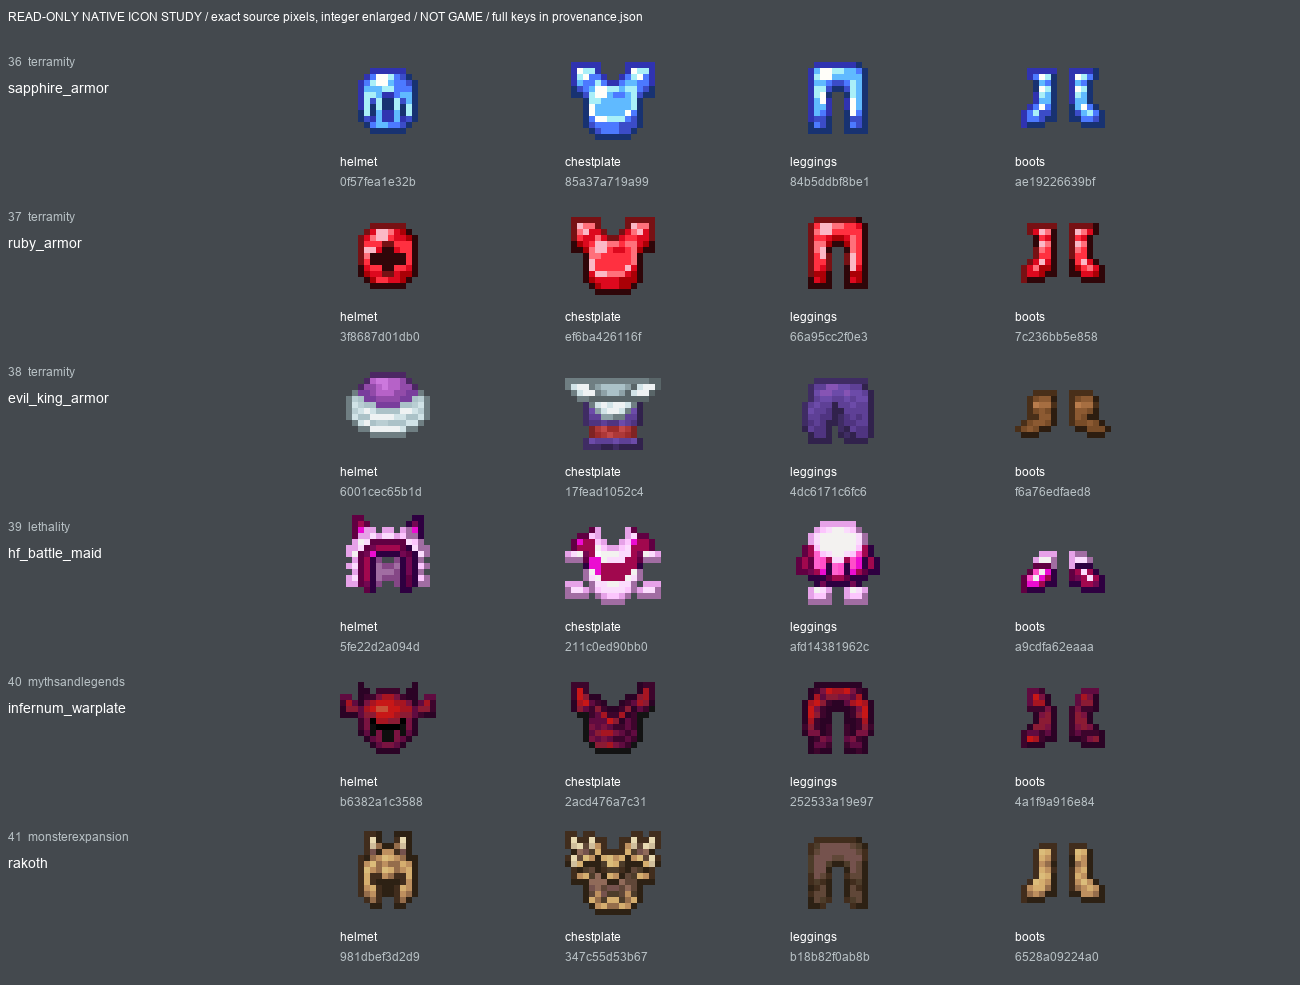 READ-ONLY NATIVE ICON STUDY / exact source pixels, integer enlarged / NOT GAME / full keys in provenance.json
36 terramity
sapphire_armor
helmet chestplate leggings boots
0f57fea1e32b 85a37a719a99 84b5ddbf8be1 ae19226639bf
37 terramity
ruby_armor
helmet chestplate leggings boots
3f8687d01db0 ef6ba426116f 66a95cc2f0e3 7c236bb5e858
38 terramity
evil_king_armor
helmet chestplate leggings boots
6001cec65b1d 17fead1052c4 4dc6171c6fc6 f6a76edfaed8
39 lethality
hf_battle_maid
helmet chestplate leggings boots
5fe22d2a094d 211c0ed90bb0 afd14381962c a9cdfa62eaaa
40 mythsandlegends
infernum_warplate
helmet chestplate leggings boots
b6382a1c3588 2acd476a7c31 252533a19e97 4a1f9a916e84
41 monsterexpansion
rakoth
helmet chestplate leggings boots
981dbef3d2d9 347c55d53b67 b18b82f0ab8b 6528a09224a0